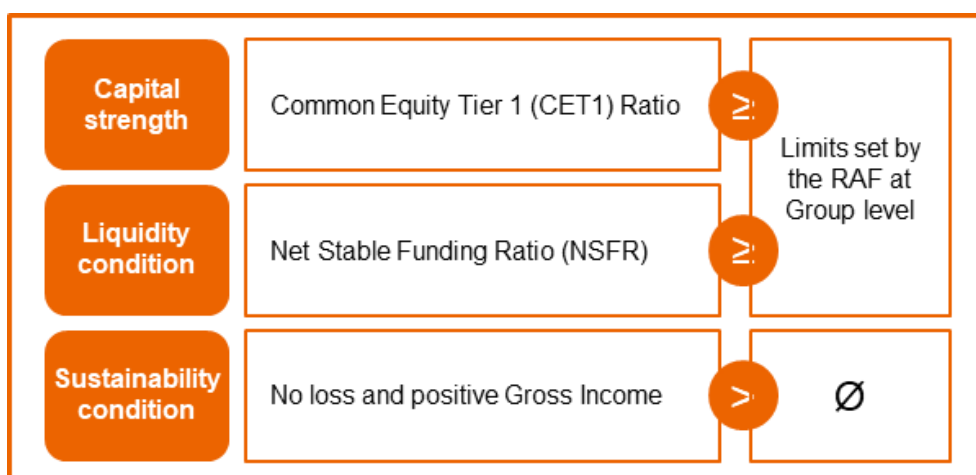 Capital
strength
Common Equity Tier 1 (CET1) Ratio
≥
Limits set by
the RAF at
Group level
Liquidity
condition
Net Stable Funding Ratio (NSFR)
≥
Sustainability
condition
No loss and positive Gross Income
>
Ø